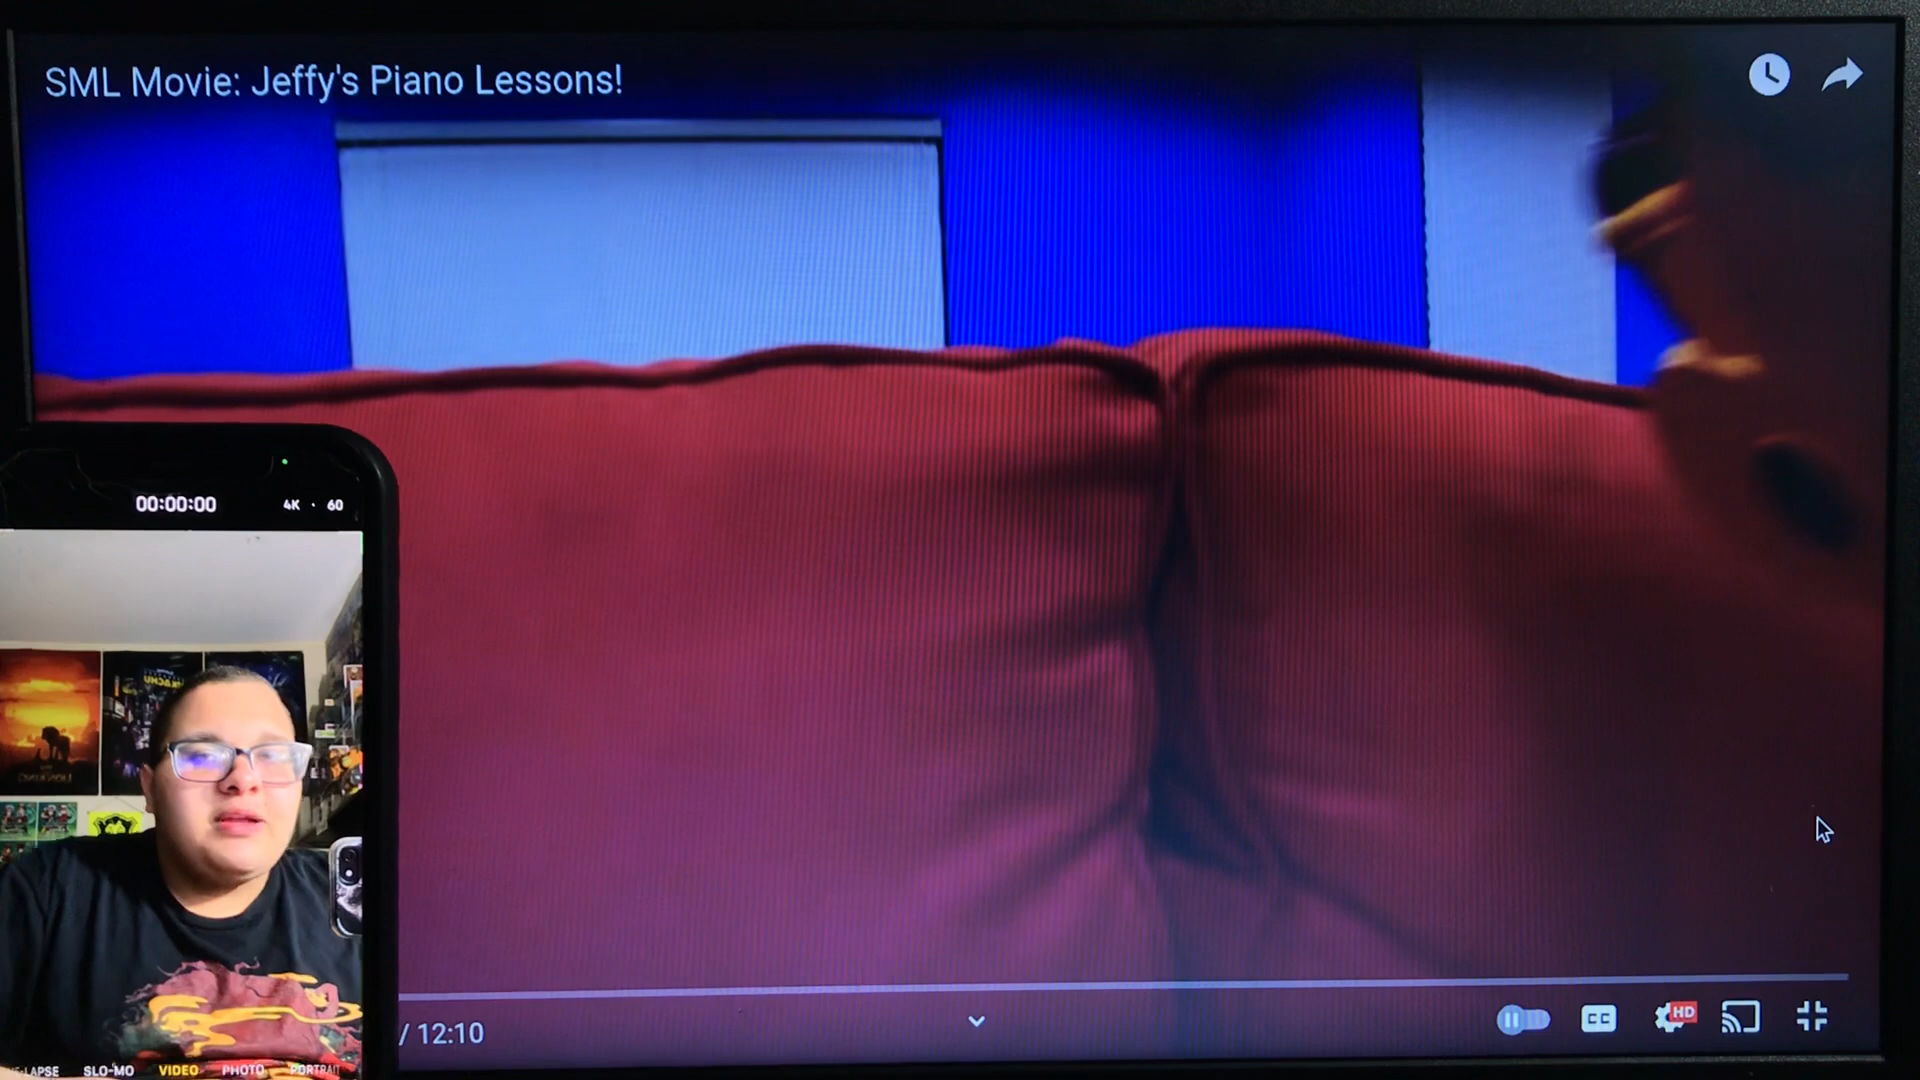 SML Movie: Jeffy's Piano Lessons!
00:00:00
4K · 60
/ 12:10
CC
HD
-LAPSE
SLO-MO
VIDEO
PHOTO
PORTRAIT